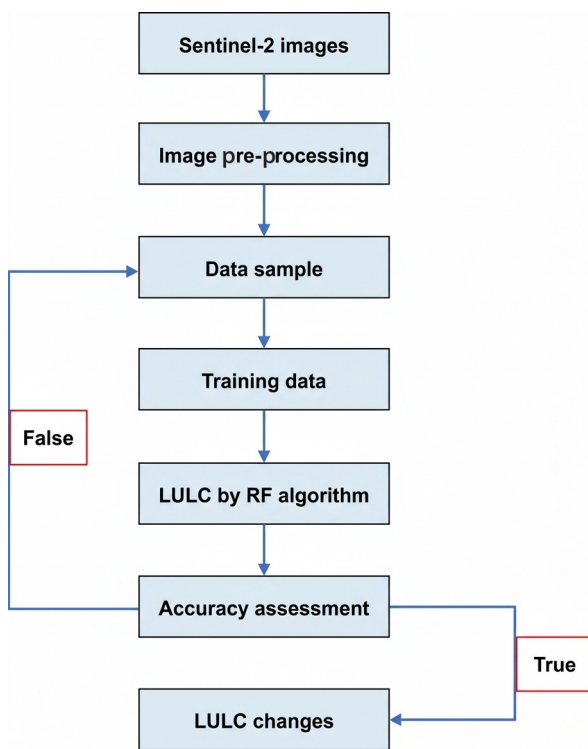 Sentinel-2 images
Image pre-processing
Data sample
Training data
False
LULC by RF algorithm
Accuracy assessment
True
LULC changes